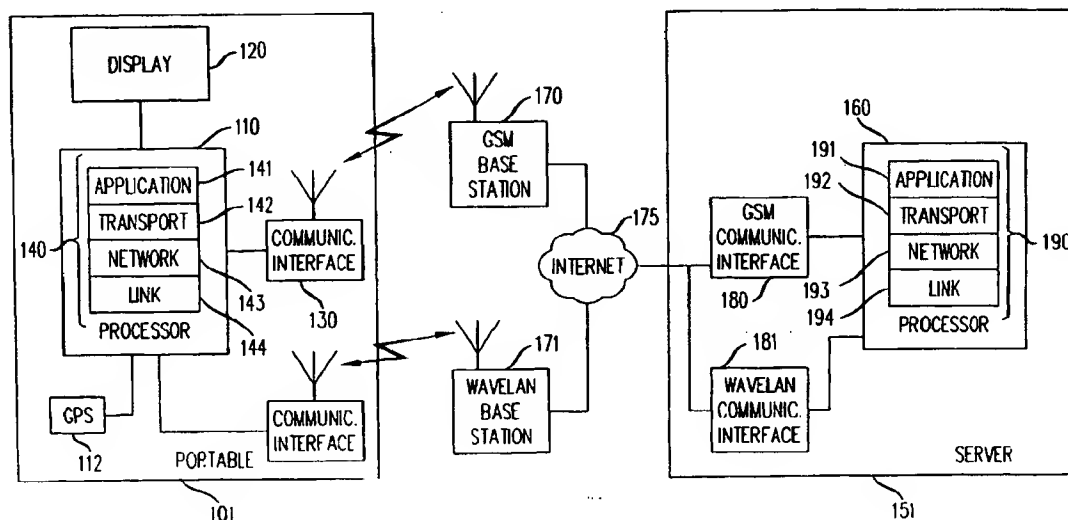 DISPLAY
120
110
APPLICATION
141
TRANSPORT
142
140
NETWORK
143
LINK
144
PROCESSOR
GPS
112
COMMUNIC.
INTERFACE
130
COMMUNIC.
INTERFACE
PORTABLE
101
170
GSM
BASE
STATION
175
INTERNET
171
WAVELAN
BASE
STATION
GSM
COMMUNIC.
INTERFACE
180
181
WAVELAN
COMMUNIC.
INTERFACE
160
191
APPLICATION
192
TRANSPORT
190
NETWORK
193
LINK
194
PROCESSOR
SERVER
151